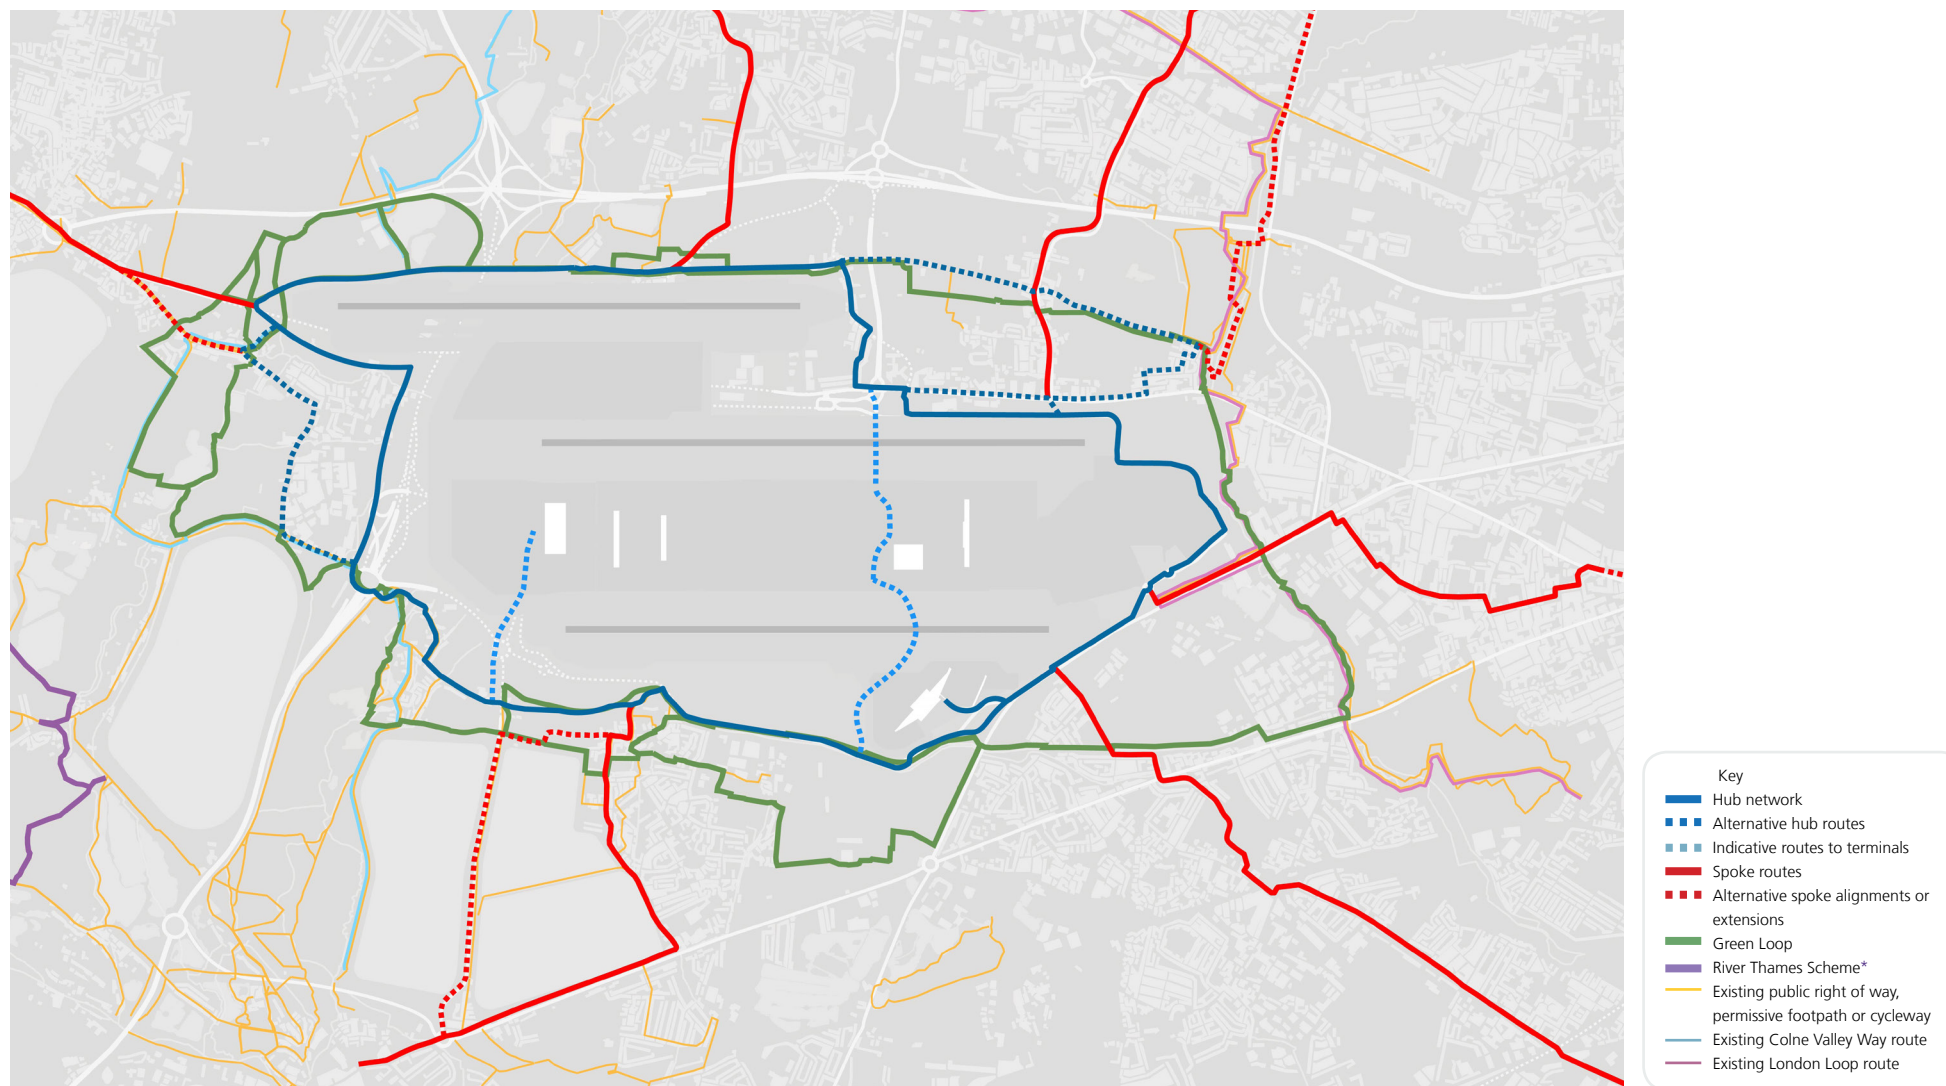 Key
Hub network
Alternative hub routes
Indicative routes to terminals
Spoke routes
Alternative spoke alignments or
extensions
Green Loop
River Thames Scheme*
Existing public right of way,
permissive footpath or cycleway
Existing Colne Valley Way route
Existing London Loop route